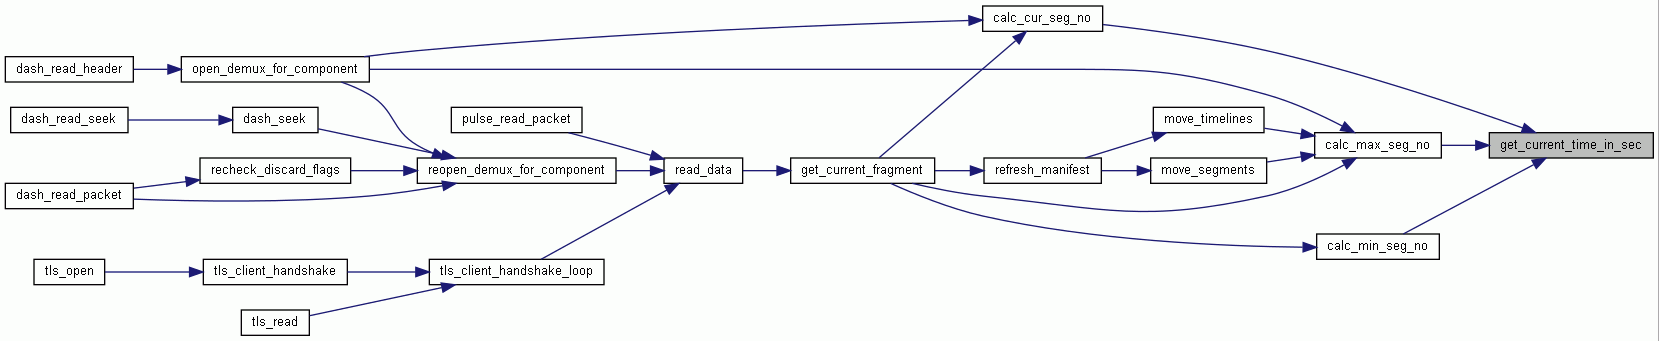 calc_cur_seg_no
dash_read_header
open_demux_for_component
dash_read_seek
dash_seek
pulse_read_packet
move_timelines
calc_max_seg_no
get_current_time_in_sec
recheck_discard_flags
reopen_demux_for_component
read_data
get_current_fragment
refresh_manifest
move_segments
dash_read_packet
calc_min_seg_no
tls_open
tls_client_handshake
tls_client_handshake_loop
tls_read